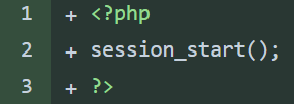 1 + <?php
2 + session_start();
3 + ?>